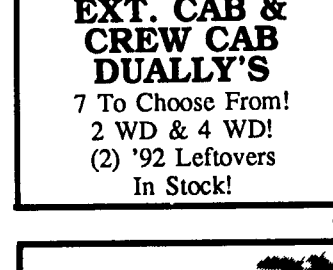 EXT. CAB &
CREW CAB
DUALLY'S
7 To Choose From!
2 WD & 4 WD!
(2) '92 Leftovers
In Stock!